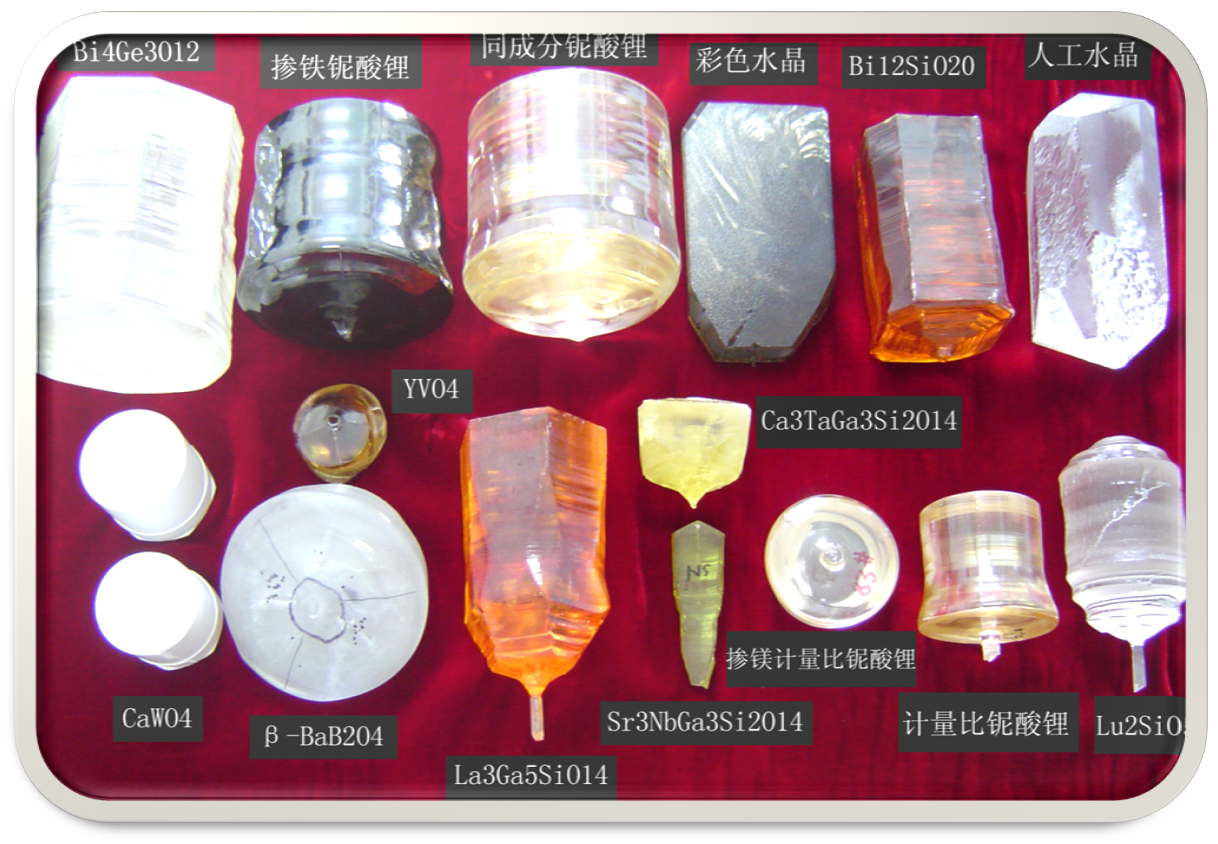 Bi4Ge3O12
掺铁铌酸锂
同成分铌酸锂
彩色水晶
Bi12SiO20
人工水晶
YVO4
Ca3TaGa3Si2O14
掺镁计量比铌酸锂
CaWO4
β-BaB2O4
La3Ga5SiO14
Sr3NbGa3Si2O14
计量比铌酸锂
Lu2SiO5
SN